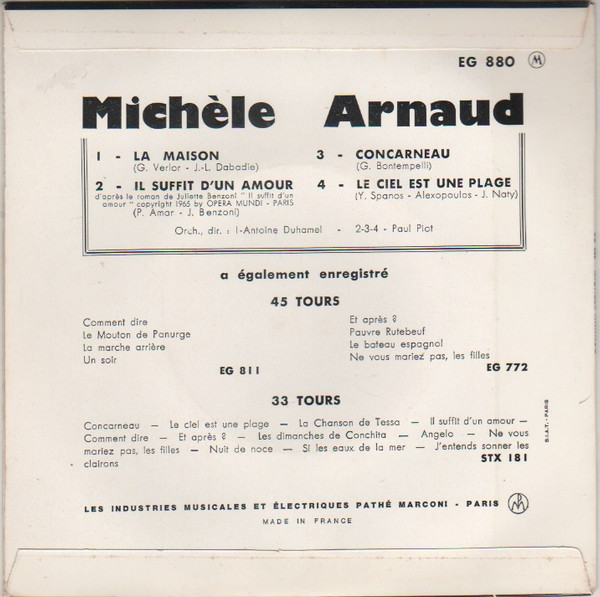 EG 880 M
Michèle Arnaud
1 - LA MAISON
(G. Verlor - J.-L. Dabadie)
2 - IL SUFFIT D'UN AMOUR
d'après le roman de Juliette Benzoni " Il suffit d'un
amour " copyright 1965 by OPERA MUNDI - PARIS
(P. Amar - J. Benzoni)
3 - CONCARNEAU
(G. Bontempelli)
4 - LE CIEL EST UNE PLAGE
(Y. Spanos - Alexopoulos - J. Naty)
Orch., dir. : 1-Antoine Duhamel - 2-3-4 - Paul Piot
a également enregistré
45 TOURS
Comment dire
Le Mouton de Panurge
La marche arrière
Un soir
EG 811
Et après ?
Pauvre Rutebeuf
Le bateau espagnol
Ne vous mariez pas, les filles
EG 772
33 TOURS
Concarneau — Le ciel est une plage — La Chanson de Tessa — Il suffit d'un amour —
Comment dire — Et après ? — Les dimanches de Conchita — Angelo — Ne vous
mariez pas, les filles — Nuit de noce — Si les eaux de la mer — J'entends sonner les
clairons
STX 181
LES INDUSTRIES MUSICALES ET ÉLECTRIQUES PATHÉ MARCONI - PARIS
MADE IN FRANCE